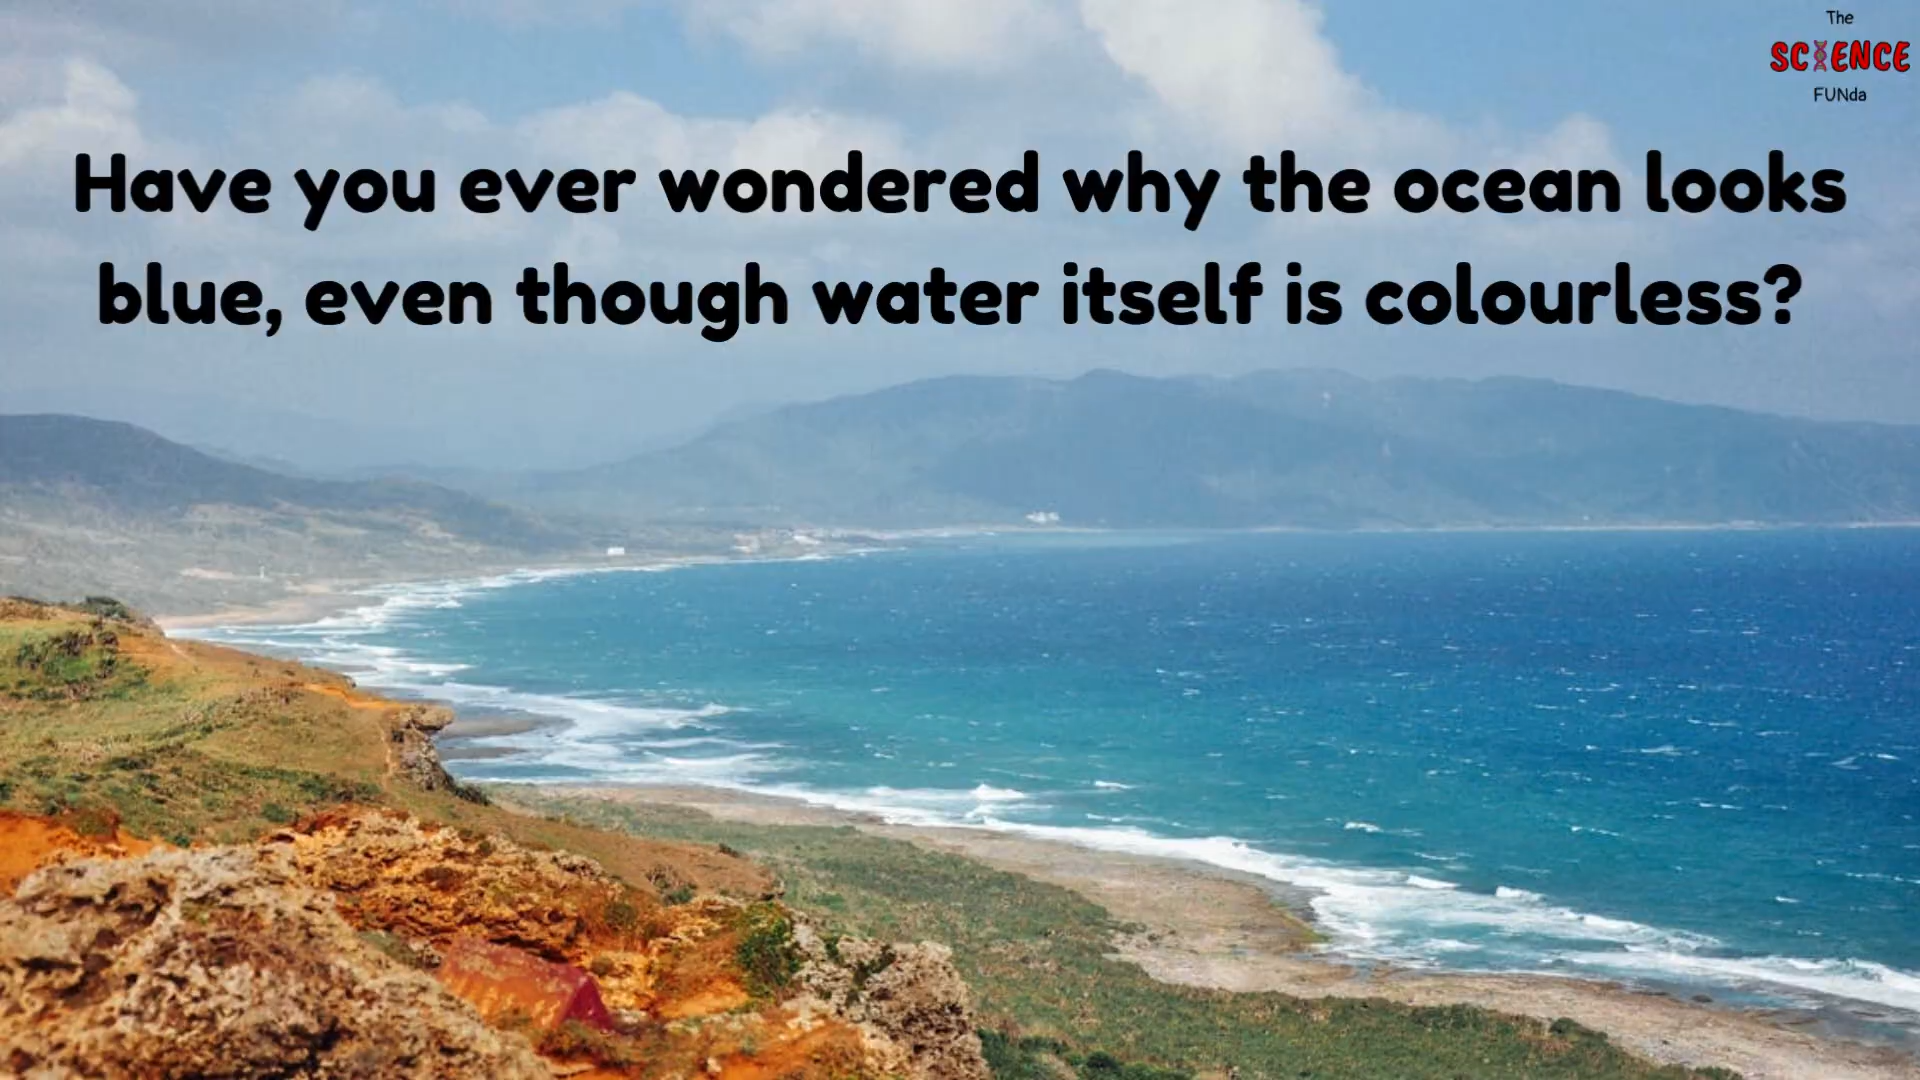 The
SCIENCE
FUNda
Have you ever wondered why the ocean looks
blue, even though water itself is colourless?